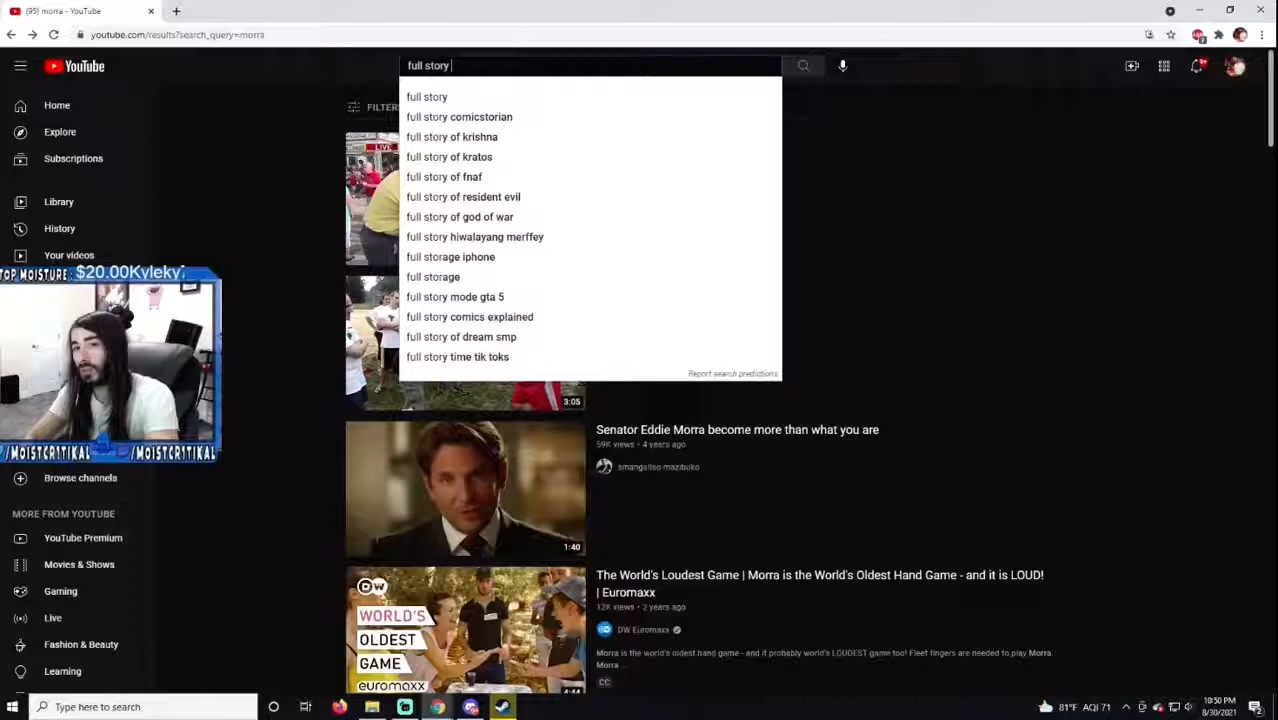 (95) morra - YouTube
youtube.com/results?search_query=morra
YouTube
full story
Home
Explore
Subscriptions
Library
History
Your videos
FILTERS
LIVE
full story
full story comicstorian
full story of krishna
full story of kratos
full story of fnaf
full story of resident evil
full story of god of war
full story hiwalayang merffey
full storage iphone
full storage
full story mode gta 5
full story comics explained
full story of dream smp
full story time tik toks
Report search predictions
TOP MOISTURE: $20.00Kyleky
/MOISTCR1TIKAL /MOISTCR1TIKAL
3:05
Browse channels
MORE FROM YOUTUBE
YouTube Premium
Movies & Shows
Gaming
Live
Fashion & Beauty
Learning
Senator Eddie Morra become more than what you are
59K views • 4 years ago
smangaliso mazibuko
1:40
The World's Loudest Game | Morra is the World's Oldest Hand Game - and it is LOUD!
| Euromaxx
12K views • 2 years ago
DW Euromaxx
Morra is the world's oldest hand game - and it probably world's LOUDEST game too! Fleet fingers are needed to play Morra
Morra ...
CC
DW
WORLD'S
OLDEST
GAME
euromaxx
4:44
Type here to search
81°F AQI 71
10:50 PM
8/30/2021
2